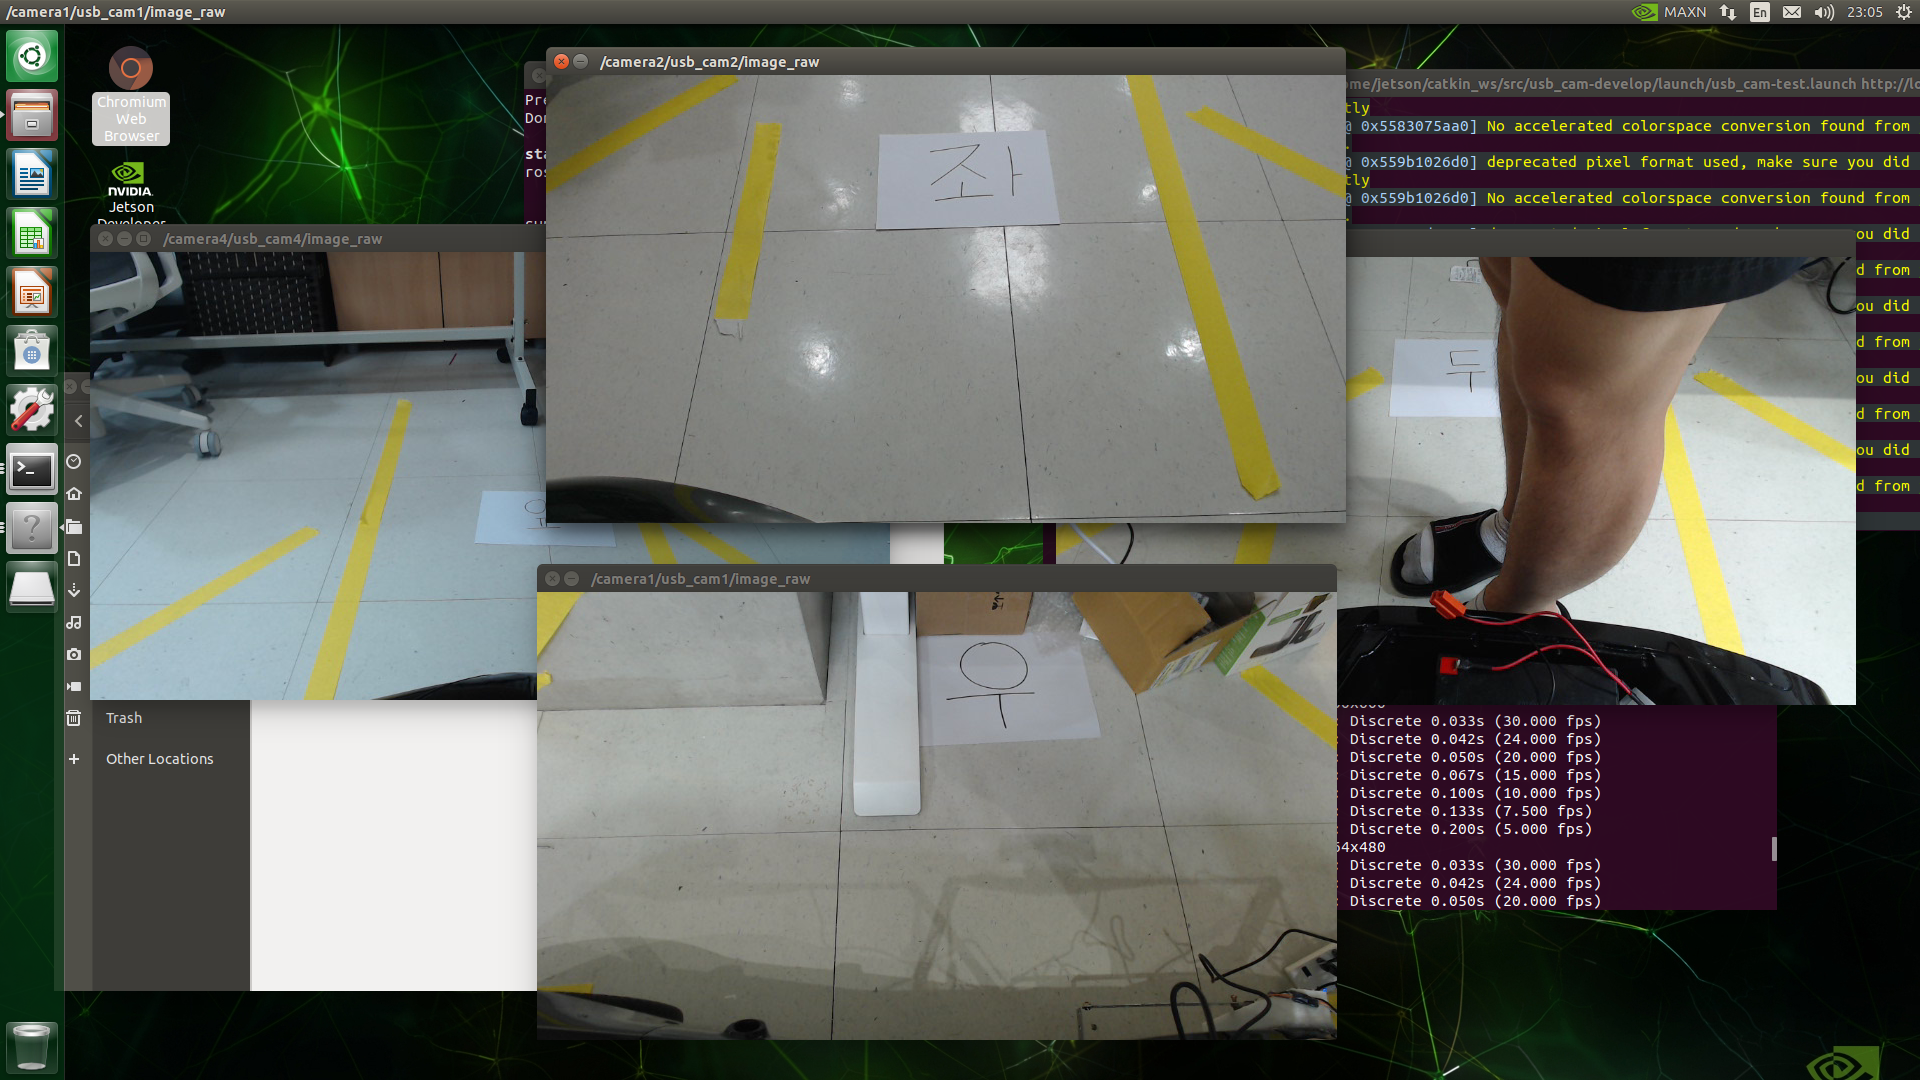 /camera1/usb_cam1/image_raw
MAXN
En
23:05
Chromium
Web
Browser
NVIDIA.
Jetson
/camera2/usb_cam2/image_raw
좌
ome/jetson/catkin_ws/src/usb_cam-develop/launch/usb_cam-test.launch http://lo
tly
0x5583075aa0] No accelerated colorspace conversion found from
0x559b1026d0] deprecated pixel format used, make sure you did
tly
0x559b1026d0] No accelerated colorspace conversion found from
ou did
d from
ou did
d from
ou did
d from
ou did
d from
/camera4/usb_cam4/image_raw
두
/camera1/usb_cam1/image_raw
우
Trash
Other Locations
Discrete 0.033s (30.000 fps)
Discrete 0.042s (24.000 fps)
Discrete 0.050s (20.000 fps)
Discrete 0.067s (15.000 fps)
Discrete 0.100s (10.000 fps)
Discrete 0.133s (7.500 fps)
Discrete 0.200s (5.000 fps)
64x480
Discrete 0.033s (30.000 fps)
Discrete 0.042s (24.000 fps)
Discrete 0.050s (20.000 fps)